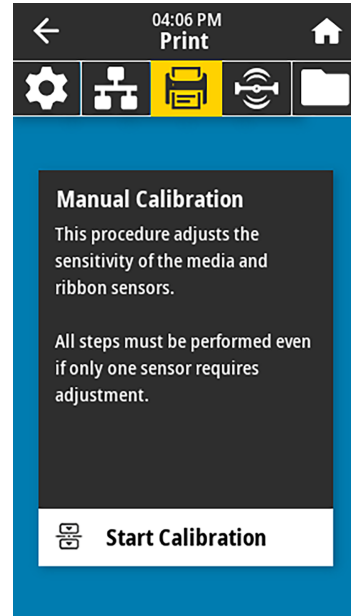 04:06 PM
Print
Manual Calibration
This procedure adjusts the
sensitivity of the media and
ribbon sensors.
All steps must be performed even
if only one sensor requires
adjustment.
Start Calibration